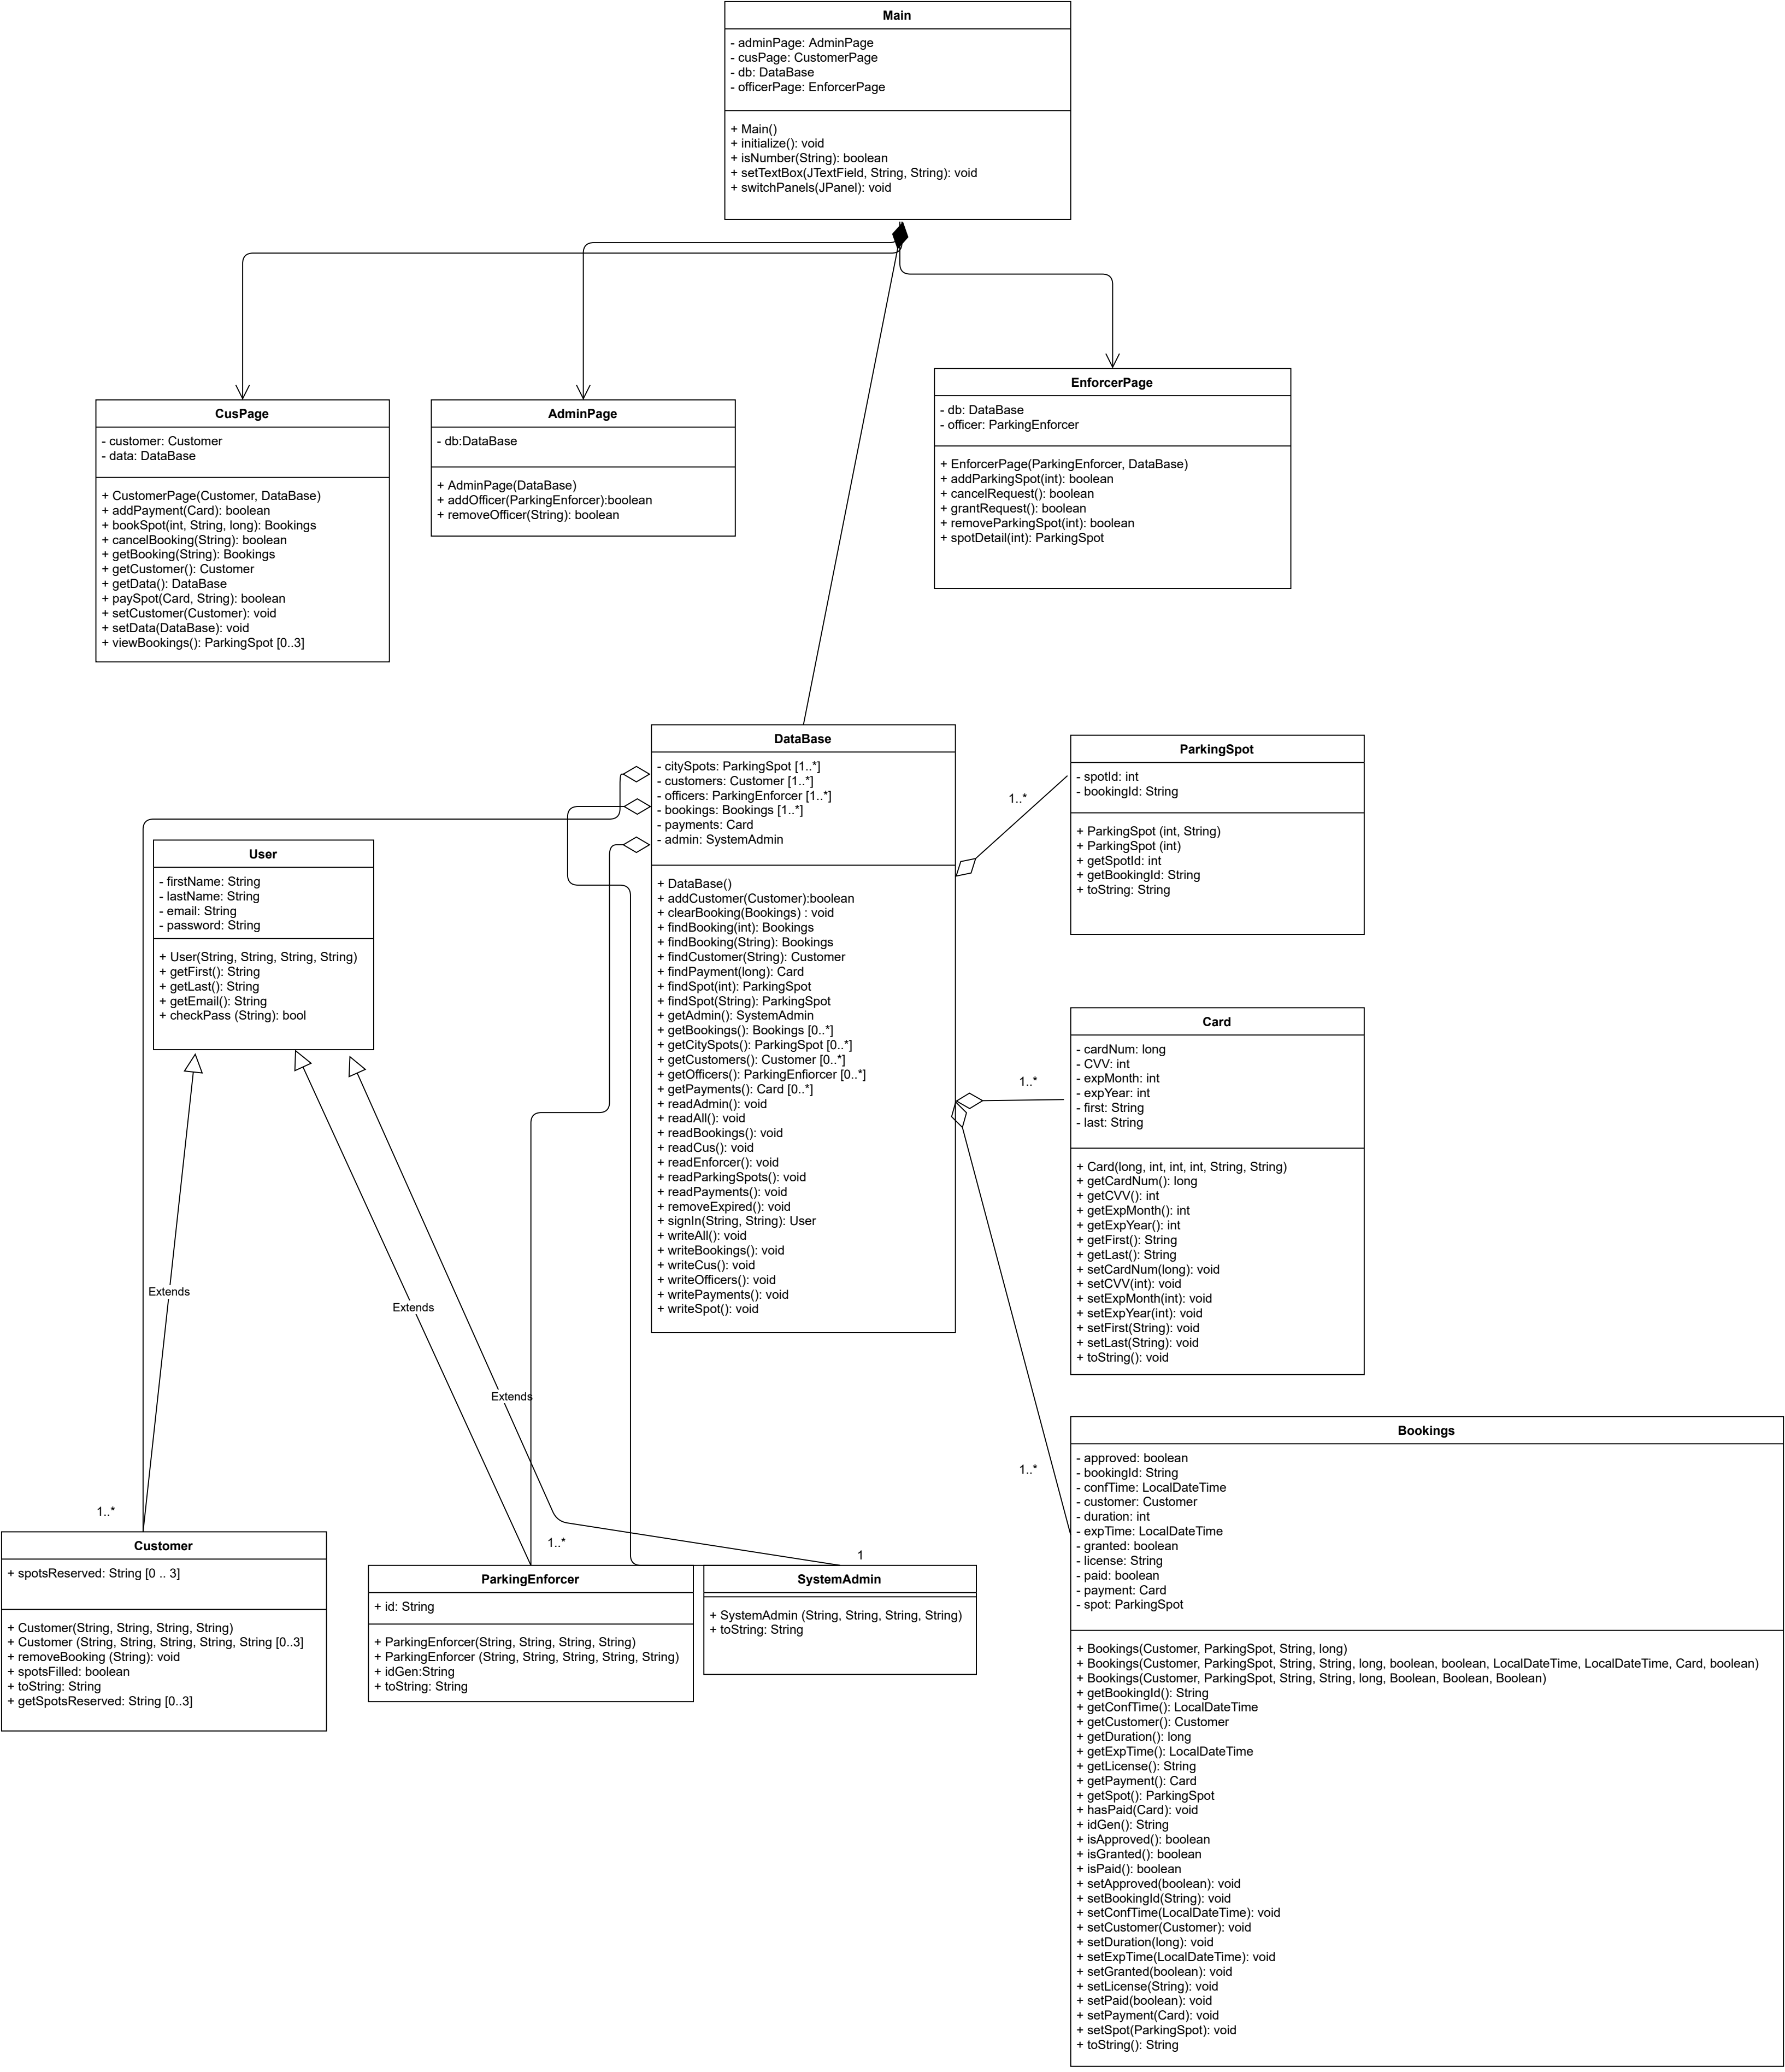 Main
- adminPage: AdminPage
- cusPage: CustomerPage
- db: DataBase
- officerPage: EnforcerPage
+ Main()
+ initialize(): void
+ isNumber(String): boolean
+ setTextBox(JTextField, String, String): void
+ switchPanels(JPanel): void
CusPage
- customer: Customer
- data: DataBase
+ CustomerPage(Customer, DataBase)
+ addPayment(Card): boolean
+ bookSpot(int, String, long): Bookings
+ cancelBooking(String): boolean
+ getBooking(String): Bookings
+ getCustomer(): Customer
+ getData(): DataBase
+ paySpot(Card, String): boolean
+ setCustomer(Customer): void
+ setData(DataBase): void
+ viewBookings(): ParkingSpot [0..3]
AdminPage
- db:DataBase
+ AdminPage(DataBase)
+ addOfficer(ParkingEnforcer):boolean
+ removeOfficer(String): boolean
EnforcerPage
- db: DataBase
- officer: ParkingEnforcer
+ EnforcerPage(ParkingEnforcer, DataBase)
+ addParkingSpot(int): boolean
+ cancelRequest(): boolean
+ grantRequest(): boolean
+ removeParkingSpot(int): boolean
+ spotDetail(int): ParkingSpot
DataBase
- citySpots: ParkingSpot [1..*]
- customers: Customer [1..*]
- officers: ParkingEnforcer [1..*]
- bookings: Bookings [1..*]
- payments: Card
- admin: SystemAdmin
+ DataBase()
+ addCustomer(Customer):boolean
+ clearBooking(Bookings) : void
+ findBooking(int): Bookings
+ findBooking(String): Bookings
+ findCustomer(String): Customer
+ findPayment(long): Card
+ findSpot(int): ParkingSpot
+ findSpot(String): ParkingSpot
+ getAdmin(): SystemAdmin
+ getBookings(): Bookings [0..*]
+ getCitySpots(): ParkingSpot [0..*]
+ getCustomers(): Customer [0..*]
+ getOfficers(): ParkingEnfiorcer [0..*]
+ getPayments(): Card [0..*]
+ readAdmin(): void
+ readAll(): void
+ readBookings(): void
+ readCus(): void
+ readEnforcer(): void
+ readParkingSpots(): void
+ readPayments(): void
+ removeExpired(): void
+ signIn(String, String): User
+ writeAll(): void
+ writeBookings(): void
+ writeCus(): void
+ writeOfficers(): void
+ writePayments(): void
+ writeSpot(): void
1..*
ParkingSpot
- spotId: int
- bookingId: String
+ ParkingSpot (int, String)
+ ParkingSpot (int)
+ getSpotId: int
+ getBookingId: String
+ toString: String
User
- firstName: String
- lastName: String
- email: String
- password: String
+ User(String, String, String, String)
+ getFirst(): String
+ getLast(): String
+ getEmail(): String
+ checkPass (String): bool
1..*
Card
- cardNum: long
- CVV: int
- expMonth: int
- expYear: int
- first: String
- last: String
+ Card(long, int, int, int, String, String)
+ getCardNum(): long
+ getCVV(): int
+ getExpMonth(): int
+ getExpYear(): int
+ getFirst(): String
+ getLast(): String
+ setCardNum(long): void
+ setCVV(int): void
+ setExpMonth(int): void
+ setExpYear(int): void
+ setFirst(String): void
+ setLast(String): void
+ toString(): void
Extends
Extends
Extends
1..*
1..*
1..*
1
Customer
+ spotsReserved: String [0 .. 3]
+ Customer(String, String, String, String)
+ Customer (String, String, String, String, String [0..3]
+ removeBooking (String): void
+ spotsFilled: boolean
+ toString: String
+ getSpotsReserved: String [0..3]
ParkingEnforcer
+ id: String
+ ParkingEnforcer(String, String, String, String)
+ ParkingEnforcer (String, String, String, String, String)
+ idGen:String
+ toString: String
SystemAdmin
+ SystemAdmin (String, String, String, String)
+ toString: String
Bookings
- approved: boolean
- bookingId: String
- confTime: LocalDateTime
- customer: Customer
- duration: int
- expTime: LocalDateTime
- granted: boolean
- license: String
- paid: boolean
- payment: Card
- spot: ParkingSpot
+ Bookings(Customer, ParkingSpot, String, long)
+ Bookings(Customer, ParkingSpot, String, String, long, boolean, boolean, LocalDateTime, LocalDateTime, Card, boolean)
+ Bookings(Customer, ParkingSpot, String, String, long, Boolean, Boolean, Boolean)
+ getBookingId(): String
+ getConfTime(): LocalDateTime
+ getCustomer(): Customer
+ getDuration(): long
+ getExpTime(): LocalDateTime
+ getLicense(): String
+ getPayment(): Card
+ getSpot(): ParkingSpot
+ hasPaid(Card): void
+ idGen(): String
+ isApproved(): boolean
+ isGranted(): boolean
+ isPaid(): boolean
+ setApproved(boolean): void
+ setBookingId(String): void
+ setConfTime(LocalDateTime): void
+ setCustomer(Customer): void
+ setDuration(long): void
+ setExpTime(LocalDateTime): void
+ setGranted(boolean): void
+ setLicense(String): void
+ setPaid(boolean): void
+ setPayment(Card): void
+ setSpot(ParkingSpot): void
+ toString(): String